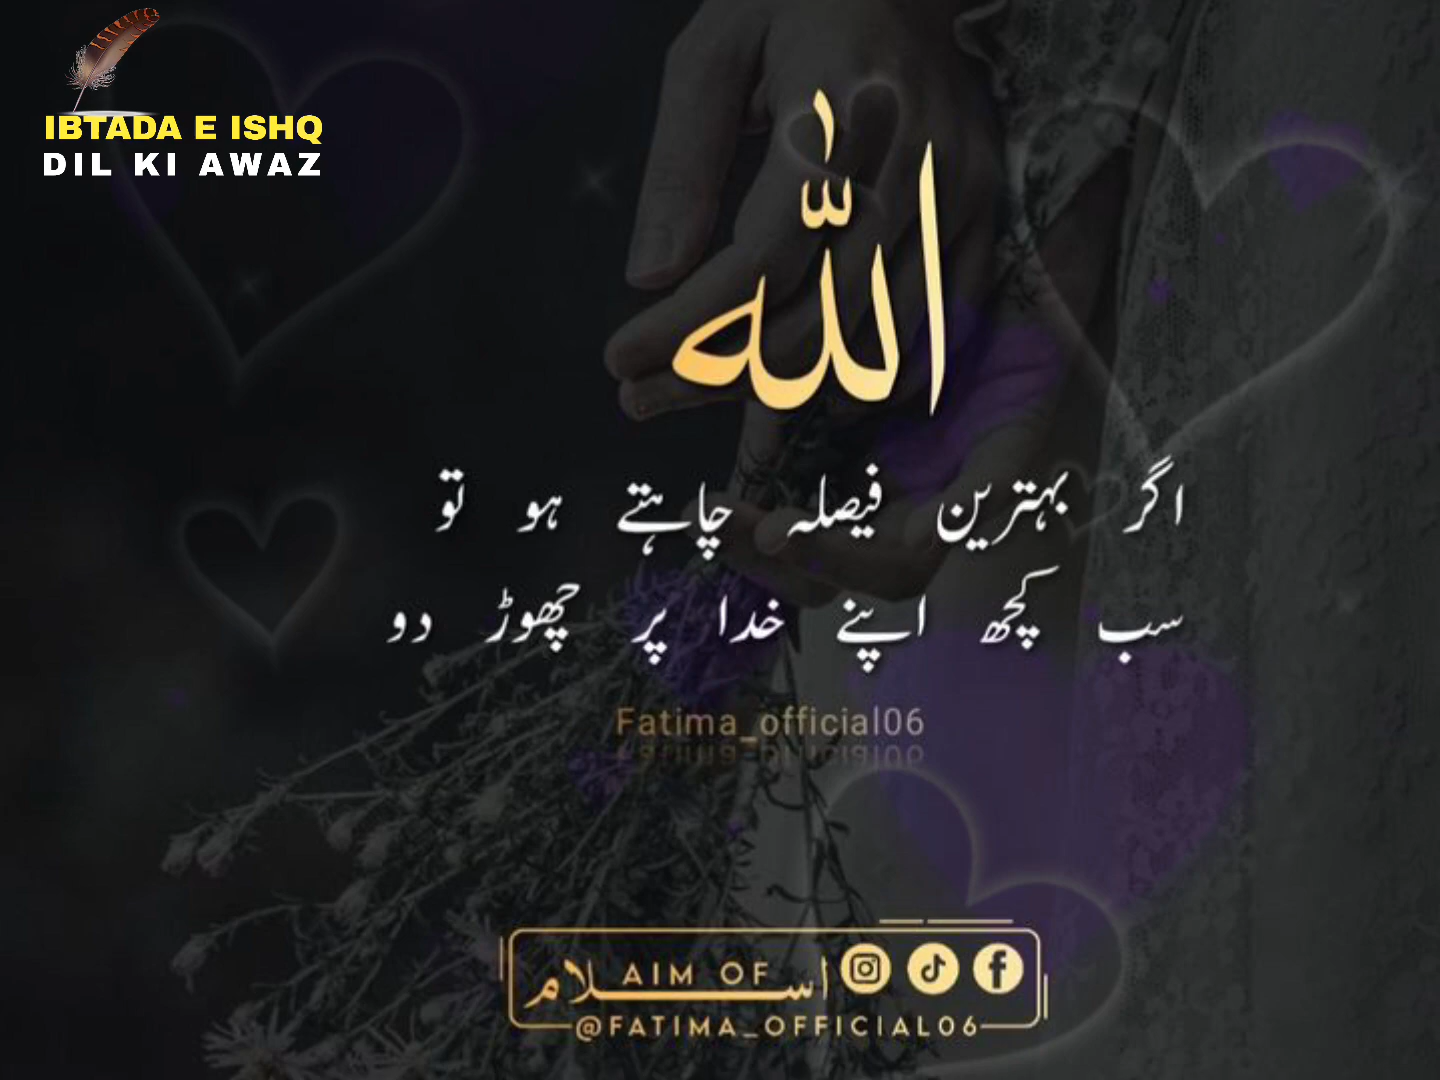 IBTADA E ISHQ
DIL KI AWAZ
اللّٰه
اگر بہترین فیصلہ چاہتے ہو تو
سب کچھ اپنے خدا پر چھوڑ دو
Fatima_official06
AIM OF اسلام
@FATIMA_OFFICIAL06